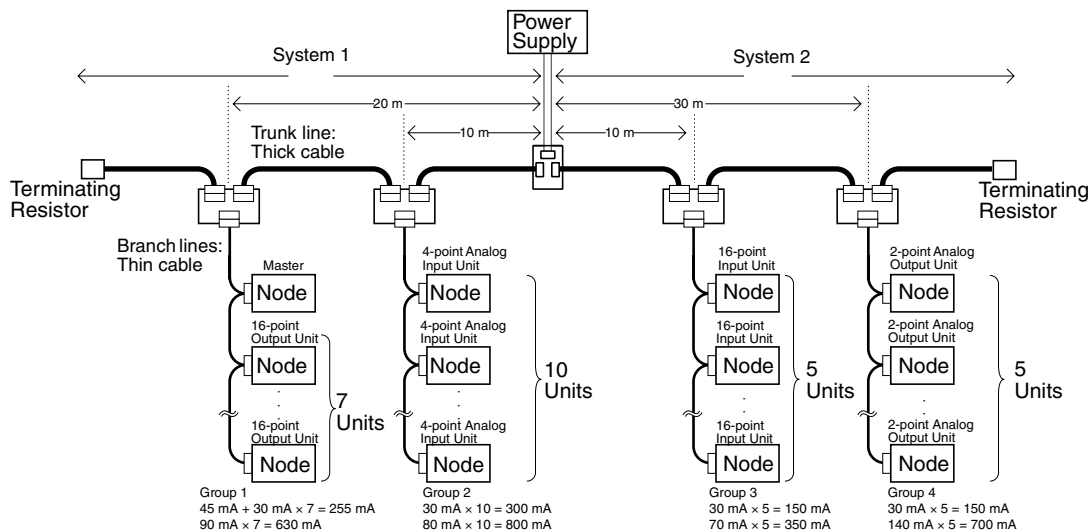 Power
Supply
System 1
System 2
20 m
30 m
10 m
10 m
Trunk line:
Thick cable
Terminating
Resistor
Terminating
Resistor
Branch lines:
Thin cable
Master
Node
16-point
Output Unit
Node
16-point
Output Unit
Node
7
Units
4-point Analog
Input Unit
Node
4-point Analog
Input Unit
Node
4-point Analog
Input Unit
Node
10
Units
16-point
Input Unit
Node
16-point
Input Unit
Node
16-point
Input Unit
Node
5
Units
2-point Analog
Output Unit
Node
2-point Analog
Output Unit
Node
2-point Analog
Output Unit
Node
5
Units
Group 1
45 mA + 30 mA × 7 = 255 mA
90 mA × 7 = 630 mA
Group 2
30 mA × 10 = 300 mA
80 mA × 10 = 800 mA
Group 3
30 mA × 5 = 150 mA
70 mA × 5 = 350 mA
Group 4
30 mA × 5 = 150 mA
140 mA × 5 = 700 mA